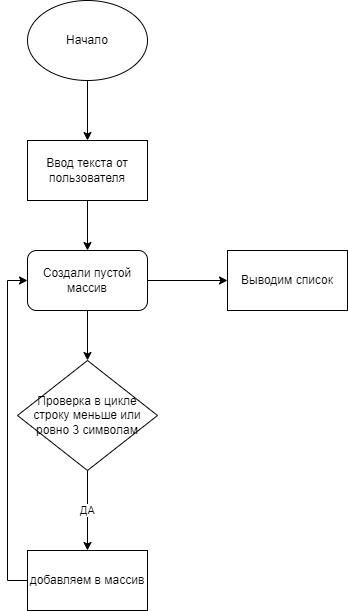 Начало
Ввод текста от
пользователя
Создали пустой
массив
Выводим список
Проверка в цикле
строку меньше или
ровно 3 символам
ДА
добавляем в массив